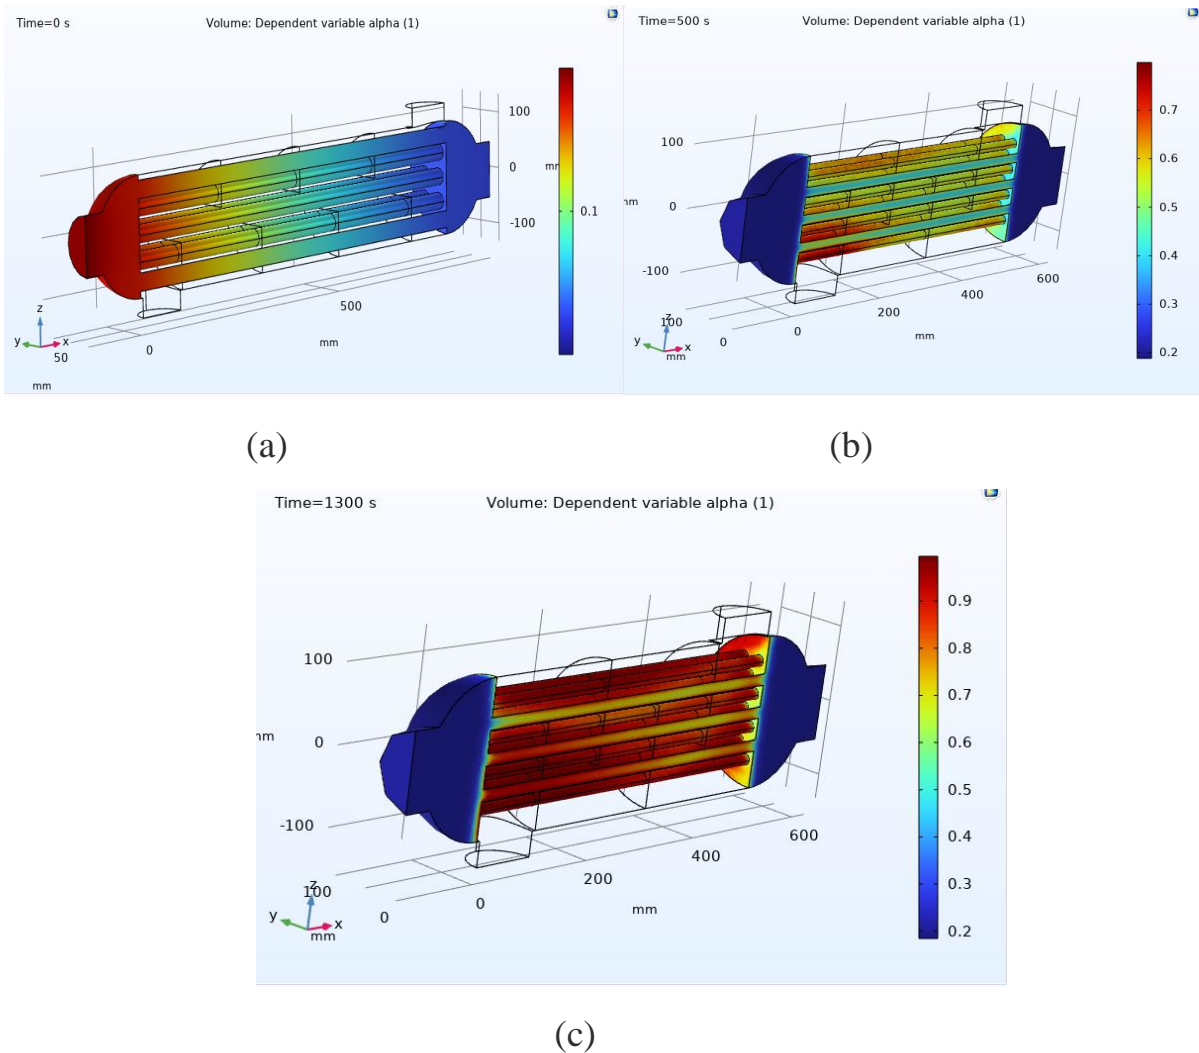 Time=0 s Volume: Dependent variable alpha (1)
100
0
mm
0.1
-100
500
z
y x
0
mm
50
mm
(a)
Time=500 s Volume: Dependent variable alpha (1)
0.7
100
0.6
mm
0
0.5
0.4
-100
600
0.3
400
200
z
100
0
y x
mm
0
mm
0.2
(b)
Time=1300 s Volume: Dependent variable alpha (1)
0.9
0.8
100
0.7
mm
0
0.6
0.5
-100
600
0.4
400
0.3
200
z
100
0
mm
0.2
y x
0
mm
(c)